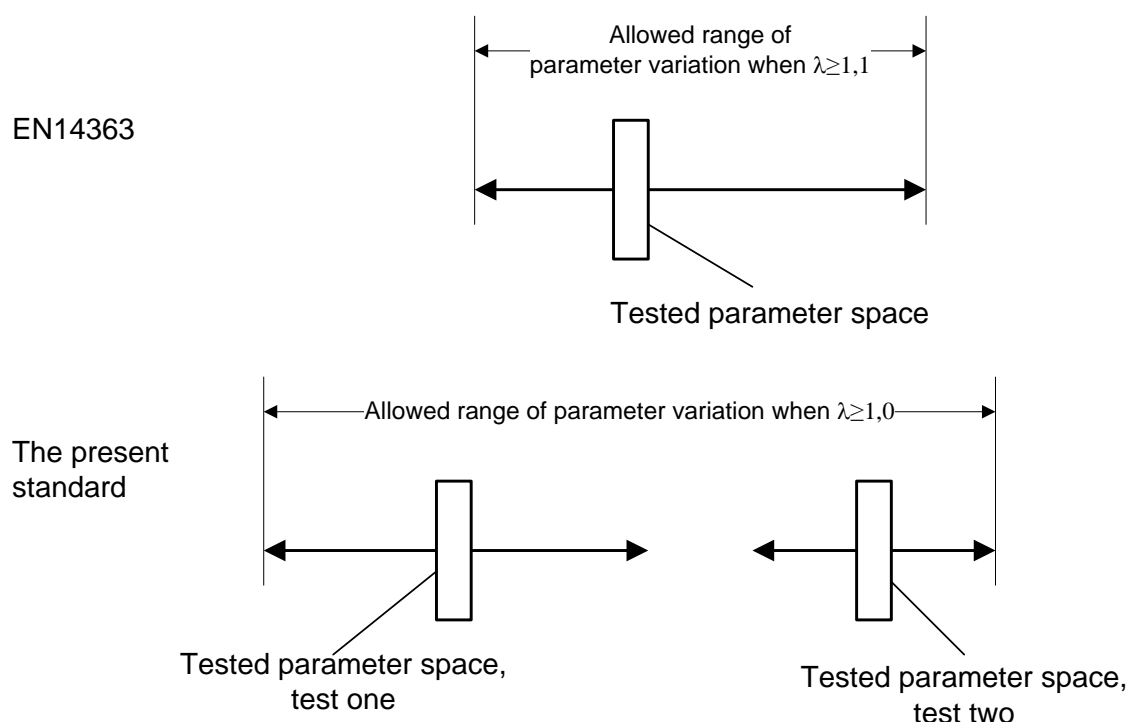 Allowed range of
parameter variation when λ≥1,1
EN14363
Tested parameter space
Allowed range of parameter variation when λ≥1,0
The present
standard
Tested parameter space,
test one
Tested parameter space,
test two